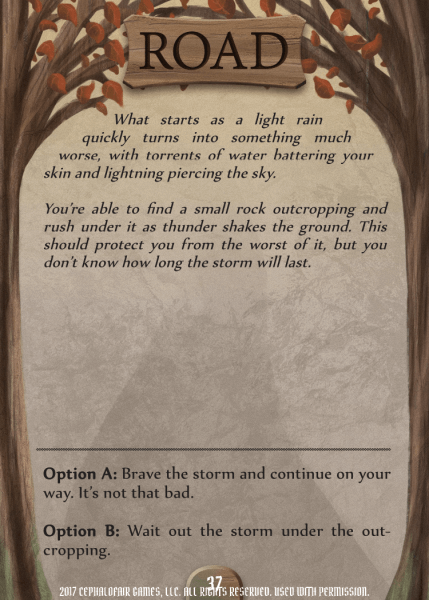 ROAD
What starts as a light rain
quickly turns into something much
worse, with torrents of water battering your
skin and lightning piercing the sky.
You're able to find a small rock outcropping and
rush under it as thunder shakes the ground. This
should protect you from the worst of it, but you
don't know how long the storm will last.
Option A: Brave the storm and continue on your
way. It's not that bad.
Option B: Wait out the storm under the out-
cropping.
37
2017 CEPHALOFAIR GAMES, LLC. ALL RIGHTS RESERVED. USED WITH PERMISSION.